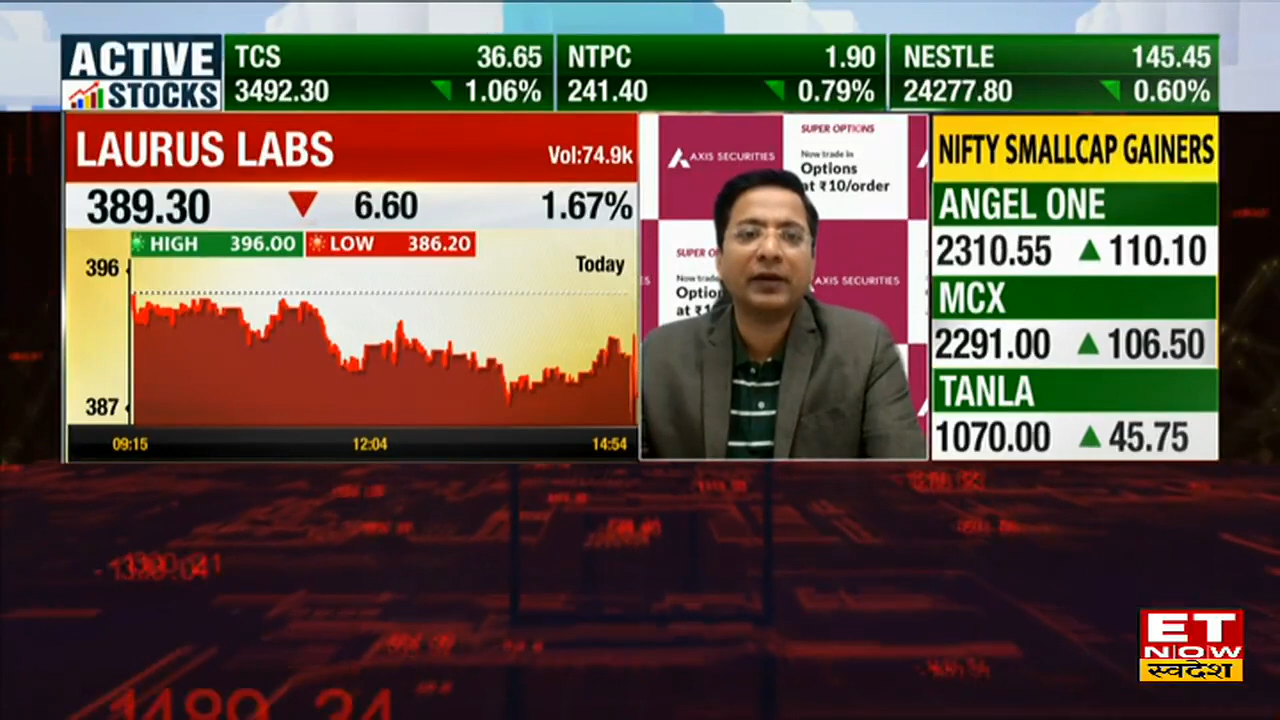 ACTIVE
STOCKS
TCS 36.65
3492.30 1.06%
NTPC 1.90
241.40 0.79%
NESTLE 145.45
24277.80 0.60%
LAURUS LABS Vol:74.9k
389.30 6.60 1.67%
HIGH 396.00 LOW 386.20
396
Today
387
09:15 12:04 14:54
AXIS SECURITIES
SUPER OPTIONS
Now trade in
Options
at ₹10/order
SUPER
Now trade
AXIS SECURITIES
NIFTY SMALLCAP GAINERS
ANGEL ONE
2310.55 110.10
MCX
2291.00 106.50
TANLA
1070.00 45.75
ET
NOW
स्वदेश